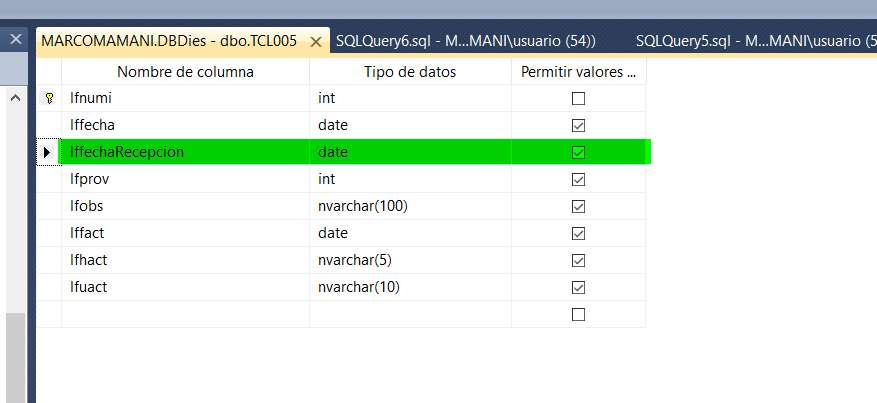 MARCOMAMANI.DBDies - dbo.TCL005 SQLQuery6.sql - M...MANI\usuario (54)) SQLQuery5.sql - M...MANI\usuario (5
Nombre de columna Tipo de datos Permitir valores ...
lfnumi int
lffecha date
lffechaRecepcion date
lfprov int
lfobs nvarchar(100)
lffact date
lfhact nvarchar(5)
lfuact nvarchar(10)